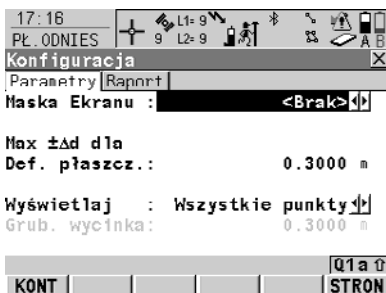 17:16
PŁ.ODNIES
9
L1= 9
L2= 9
A B
Konfiguracja
Parametry Raport
Maska Ekranu : <Brak>
Max ±Δd dla
Def. płaszcz.: 0.3000 m
Wyświetlaj : Wszystkie punkty
Grub. wycinka: 0.3000 m
Q1a
KONT STRON